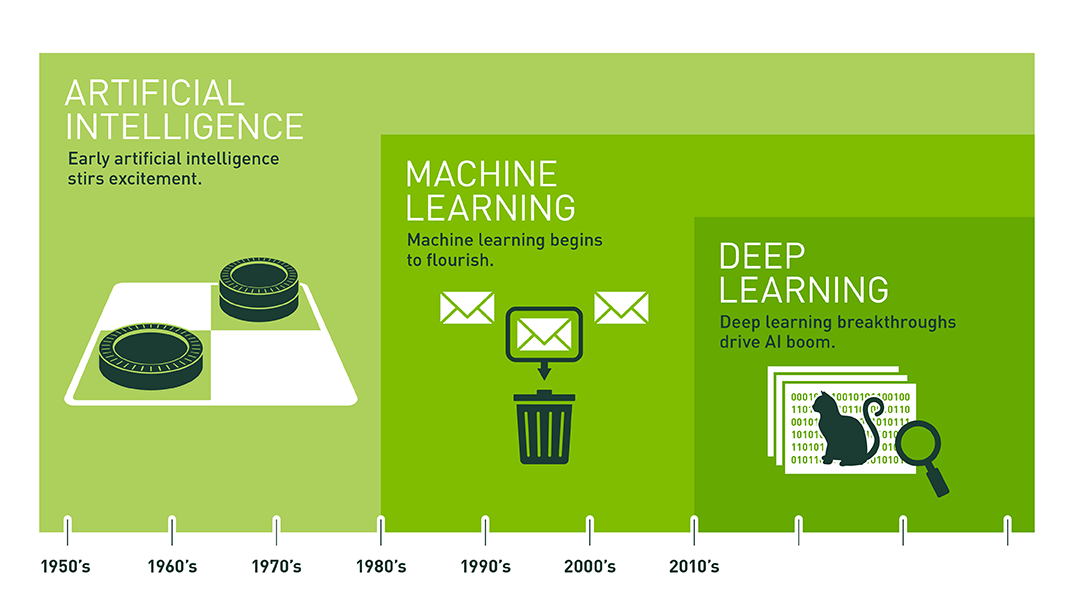 ARTIFICIAL
INTELLIGENCE
Early artificial intelligence
stirs excitement.
MACHINE
LEARNING
Machine learning begins
to flourish.
DEEP
LEARNING
Deep learning breakthroughs
drive AI boom.
1950's
1960's
1970's
1980's
1990's
2000's
2010's